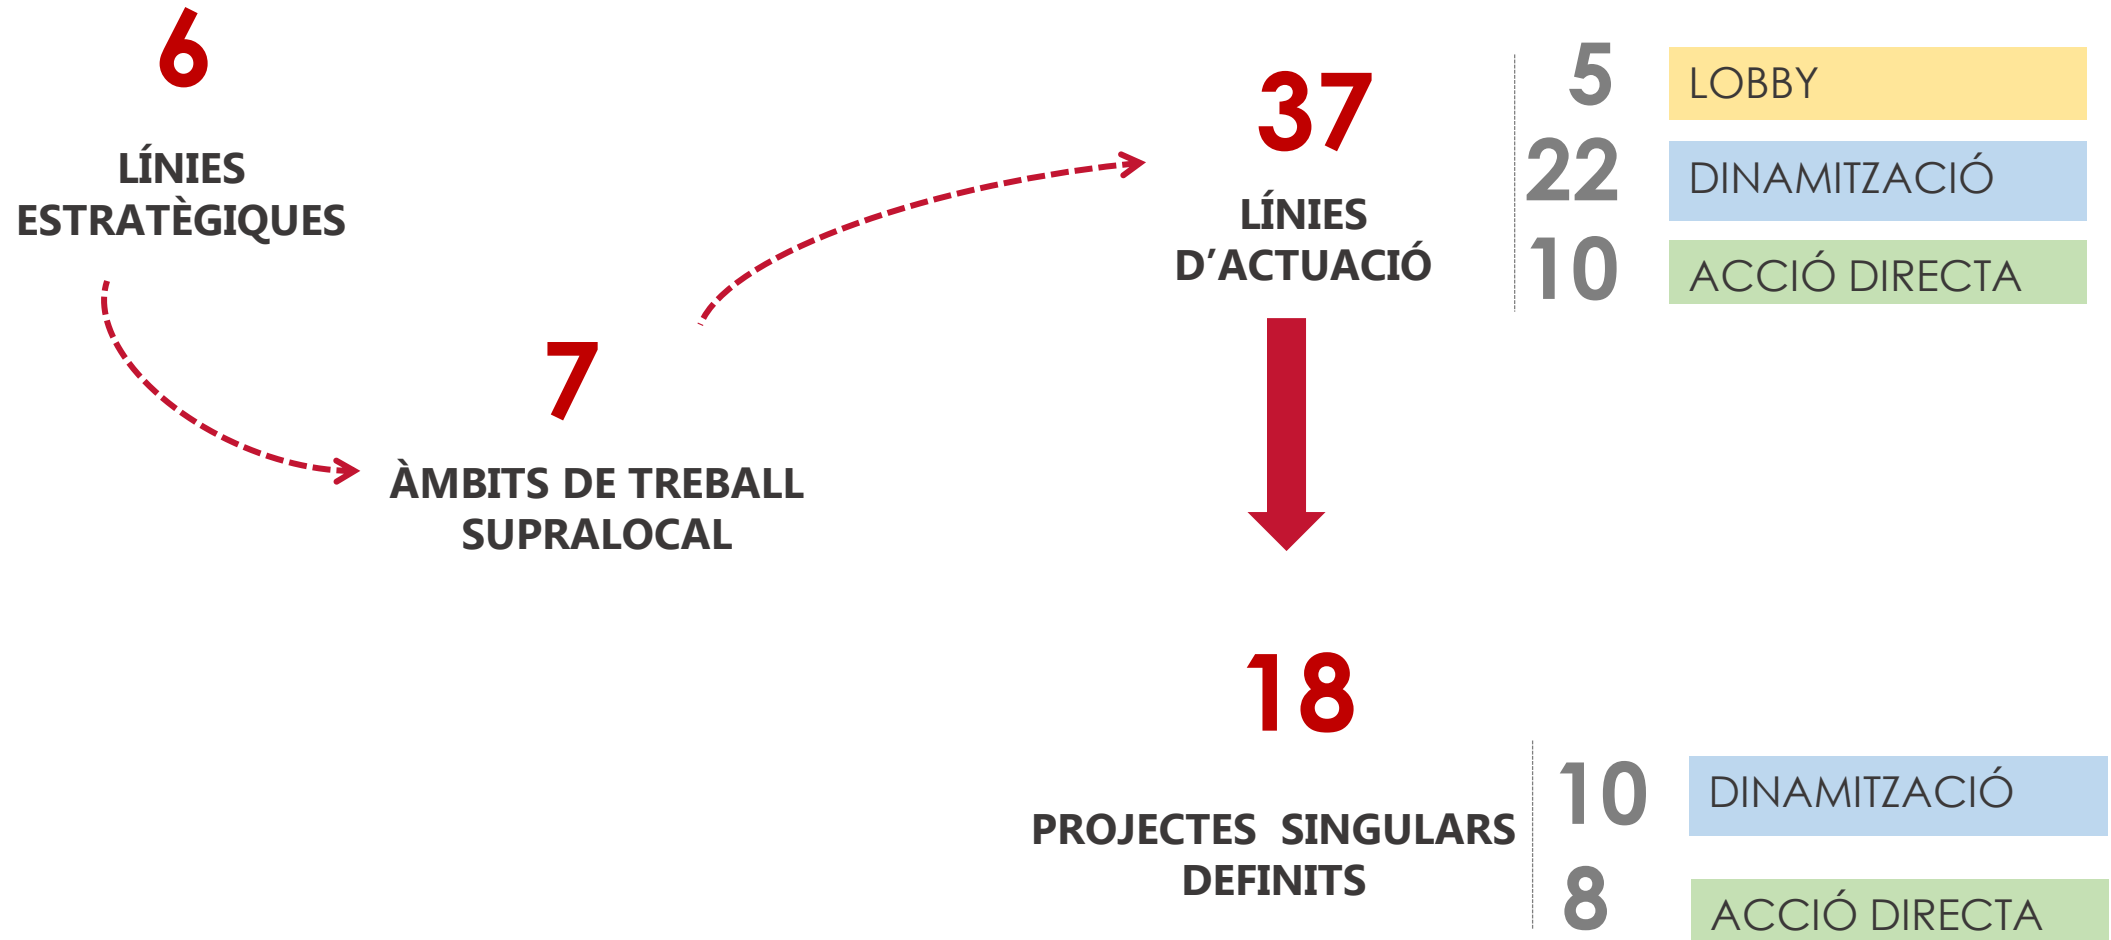 6
LÍNIES
ESTRATÈGIQUES
7
ÀMBITS DE TREBALL
SUPRALOCAL
37
LÍNIES
D’ACTUACIÓ
5 LOBBY
22 DINAMITZACIÓ
10 ACCIÓ DIRECTA
18
PROJECTES SINGULARS
DEFINITS
10 DINAMITZACIÓ
8 ACCIÓ DIRECTA